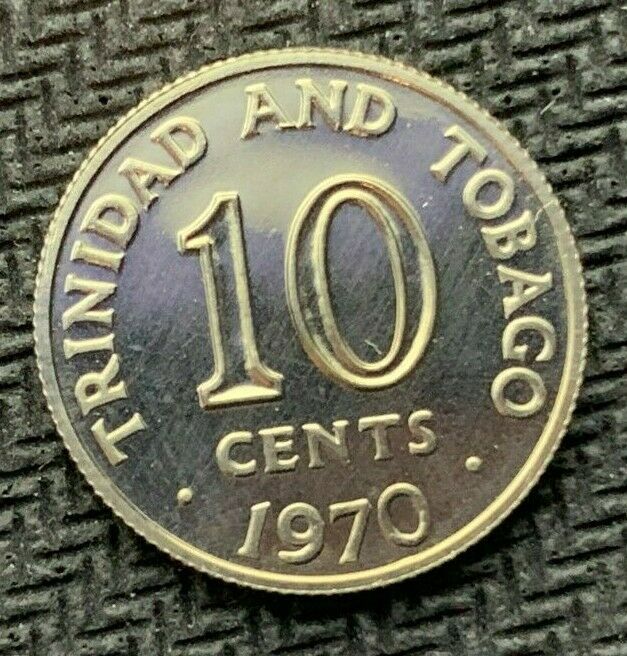 TRINIDAD AND TOBAGO
10
CENTS
· 1970 ·